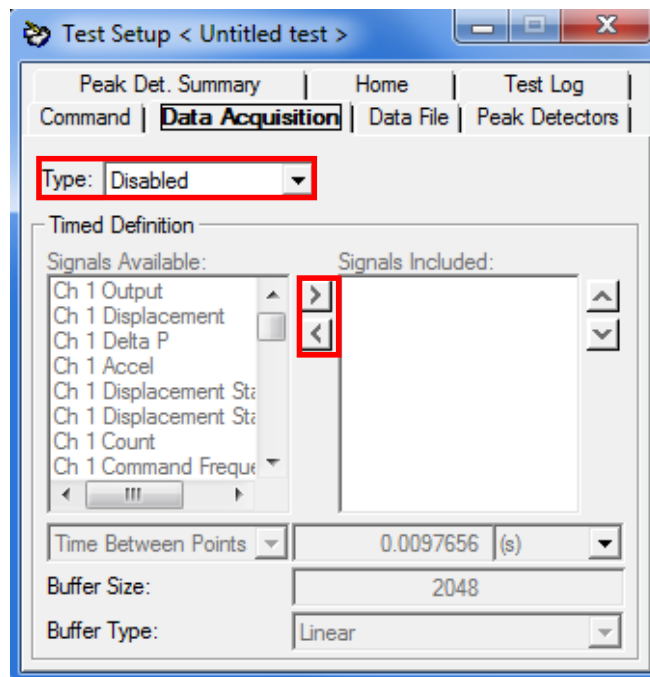 Test Setup < Untitled test >
Peak Det. Summary | Home | Test Log
Command | Data Acquisition | Data File | Peak Detectors
Type: Disabled
Timed Definition
Signals Available: Signals Included:
Ch 1 Output
Ch 1 Displacement
Ch 1 Delta P
Ch 1 Accel
Ch 1 Displacement Sta
Ch 1 Displacement Sta
Ch 1 Count
Ch 1 Command Freque
Time Between Points 0.0097656 (s)
Buffer Size: 2048
Buffer Type: Linear